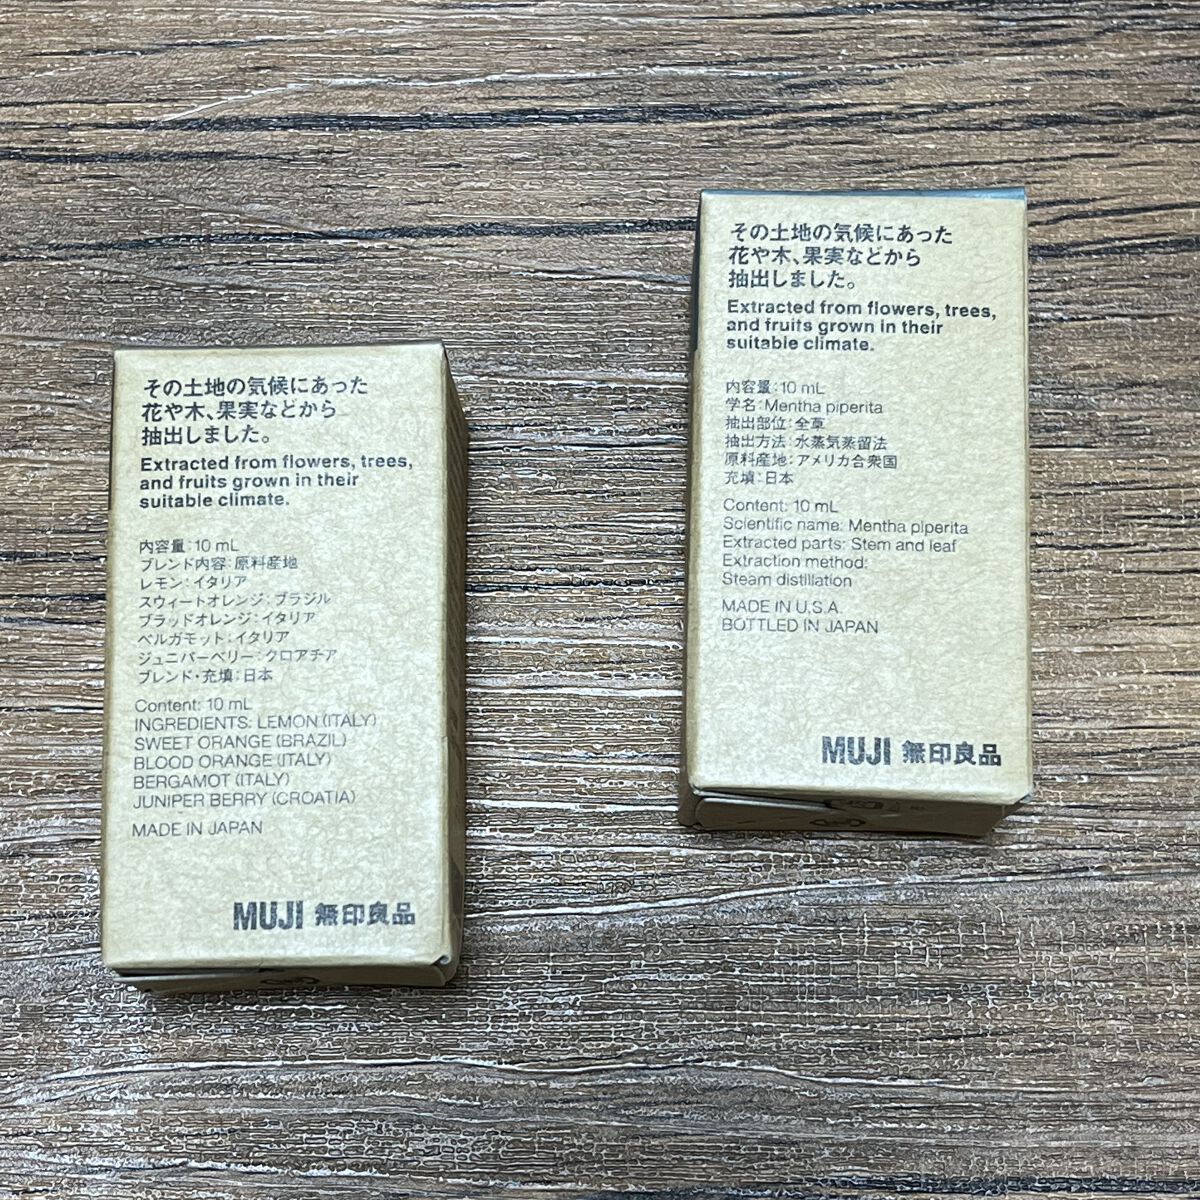 その土地の気候にあった
花や木、果実などから
抽出しました。
Extracted from flowers, trees,
and fruits grown in their
suitable climate.
内容量:10 mL
ブレンド内容:原料産地
レモン:イタリア
スウィートオレンジ:ブラジル
ブラッドオレンジ:イタリア
ベルガモット:イタリア
ジュニパーベリー:クロアチア
ブレンド・充填:日本
Content: 10 mL
INGREDIENTS: LEMON (ITALY)
SWEET ORANGE (BRAZIL)
BLOOD ORANGE (ITALY)
BERGAMOT (ITALY)
JUNIPER BERRY (CROATIA)
MADE IN JAPAN
MUJI 無印良品
その土地の気候にあった
花や木、果実などから
抽出しました。
Extracted from flowers, trees,
and fruits grown in their
suitable climate.
内容量:10 mL
学名:Mentha piperita
抽出部位:全草
抽出方法:水蒸気蒸留法
原料産地:アメリカ合衆国
充填:日本
Content: 10 mL
Scientific name: Mentha piperita
Extracted parts: Stem and leaf
Extraction method:
Steam distillation
MADE IN U.S.A.
BOTTLED IN JAPAN
MUJI 無印良品